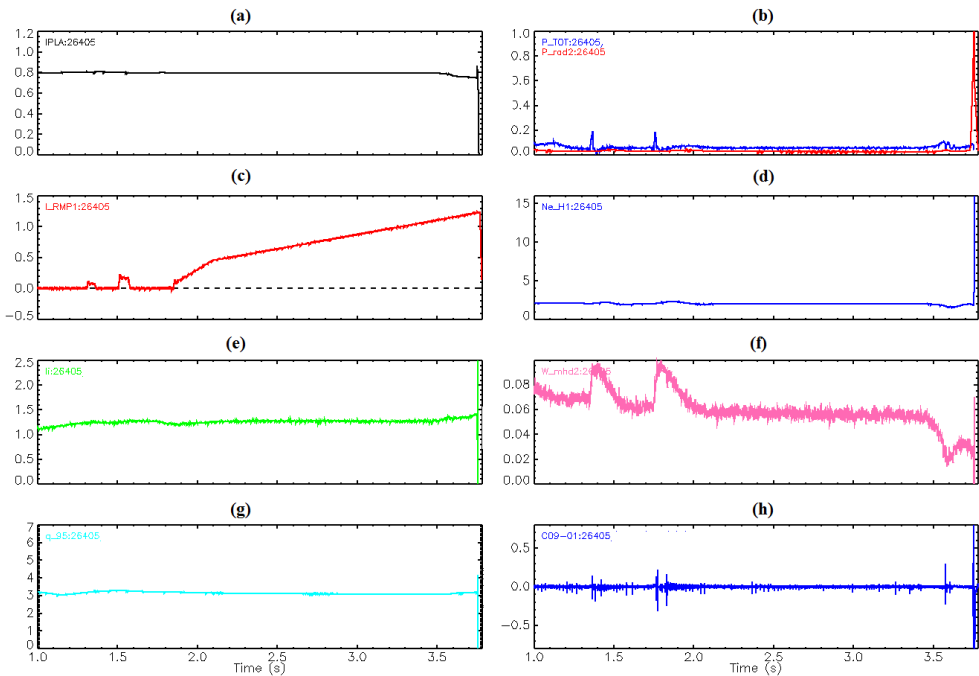 (a)
IPLA:26405
1.2
1.0
0.8
0.6
0.4
0.2
0.0
(b)
P_TOT:26405,
P_rad2:26405
1.0
0.8
0.6
0.4
0.2
0.0
(c)
I_RMP1:26405
1.5
1.0
0.5
0.0
−0.5
(d)
Ne_H1:26405
15
10
5
0
(e)
li:26405
2.5
2.0
1.5
1.0
0.5
0.0
(f)
W_mhd2:26405
0.08
0.06
0.04
0.02
0.00
(g)
q_95:26405
7
6
5
4
3
2
1
0
1.0 1.5 2.0 2.5 3.0 3.5
Time (s)
(h)
C09−01:26405
0.5
0.0
−0.5
1.0 1.5 2.0 2.5 3.0 3.5
Time (s)